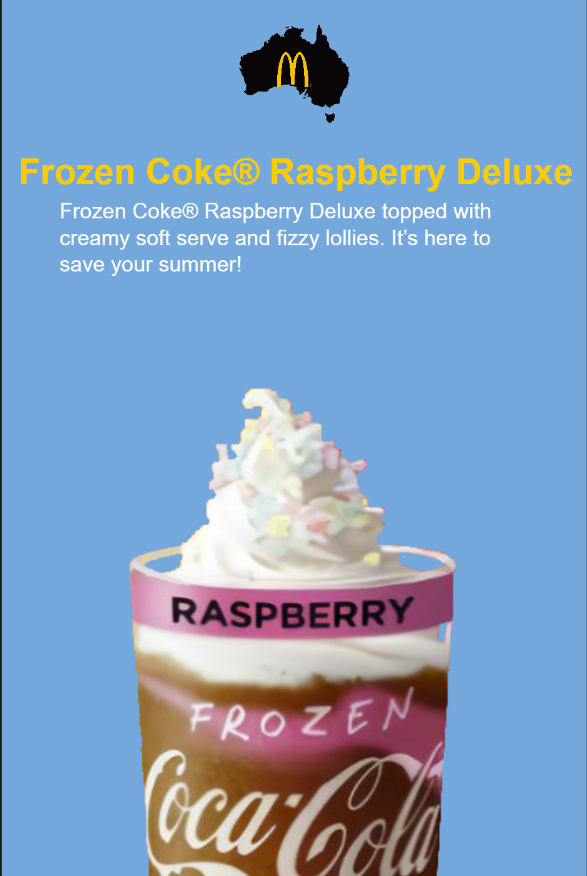 Frozen Coke® Raspberry Deluxe
Frozen Coke® Raspberry Deluxe topped with
creamy soft serve and fizzy lollies. It’s here to
save your summer!
RASPBERRY
FROZEN
Coca-Cola